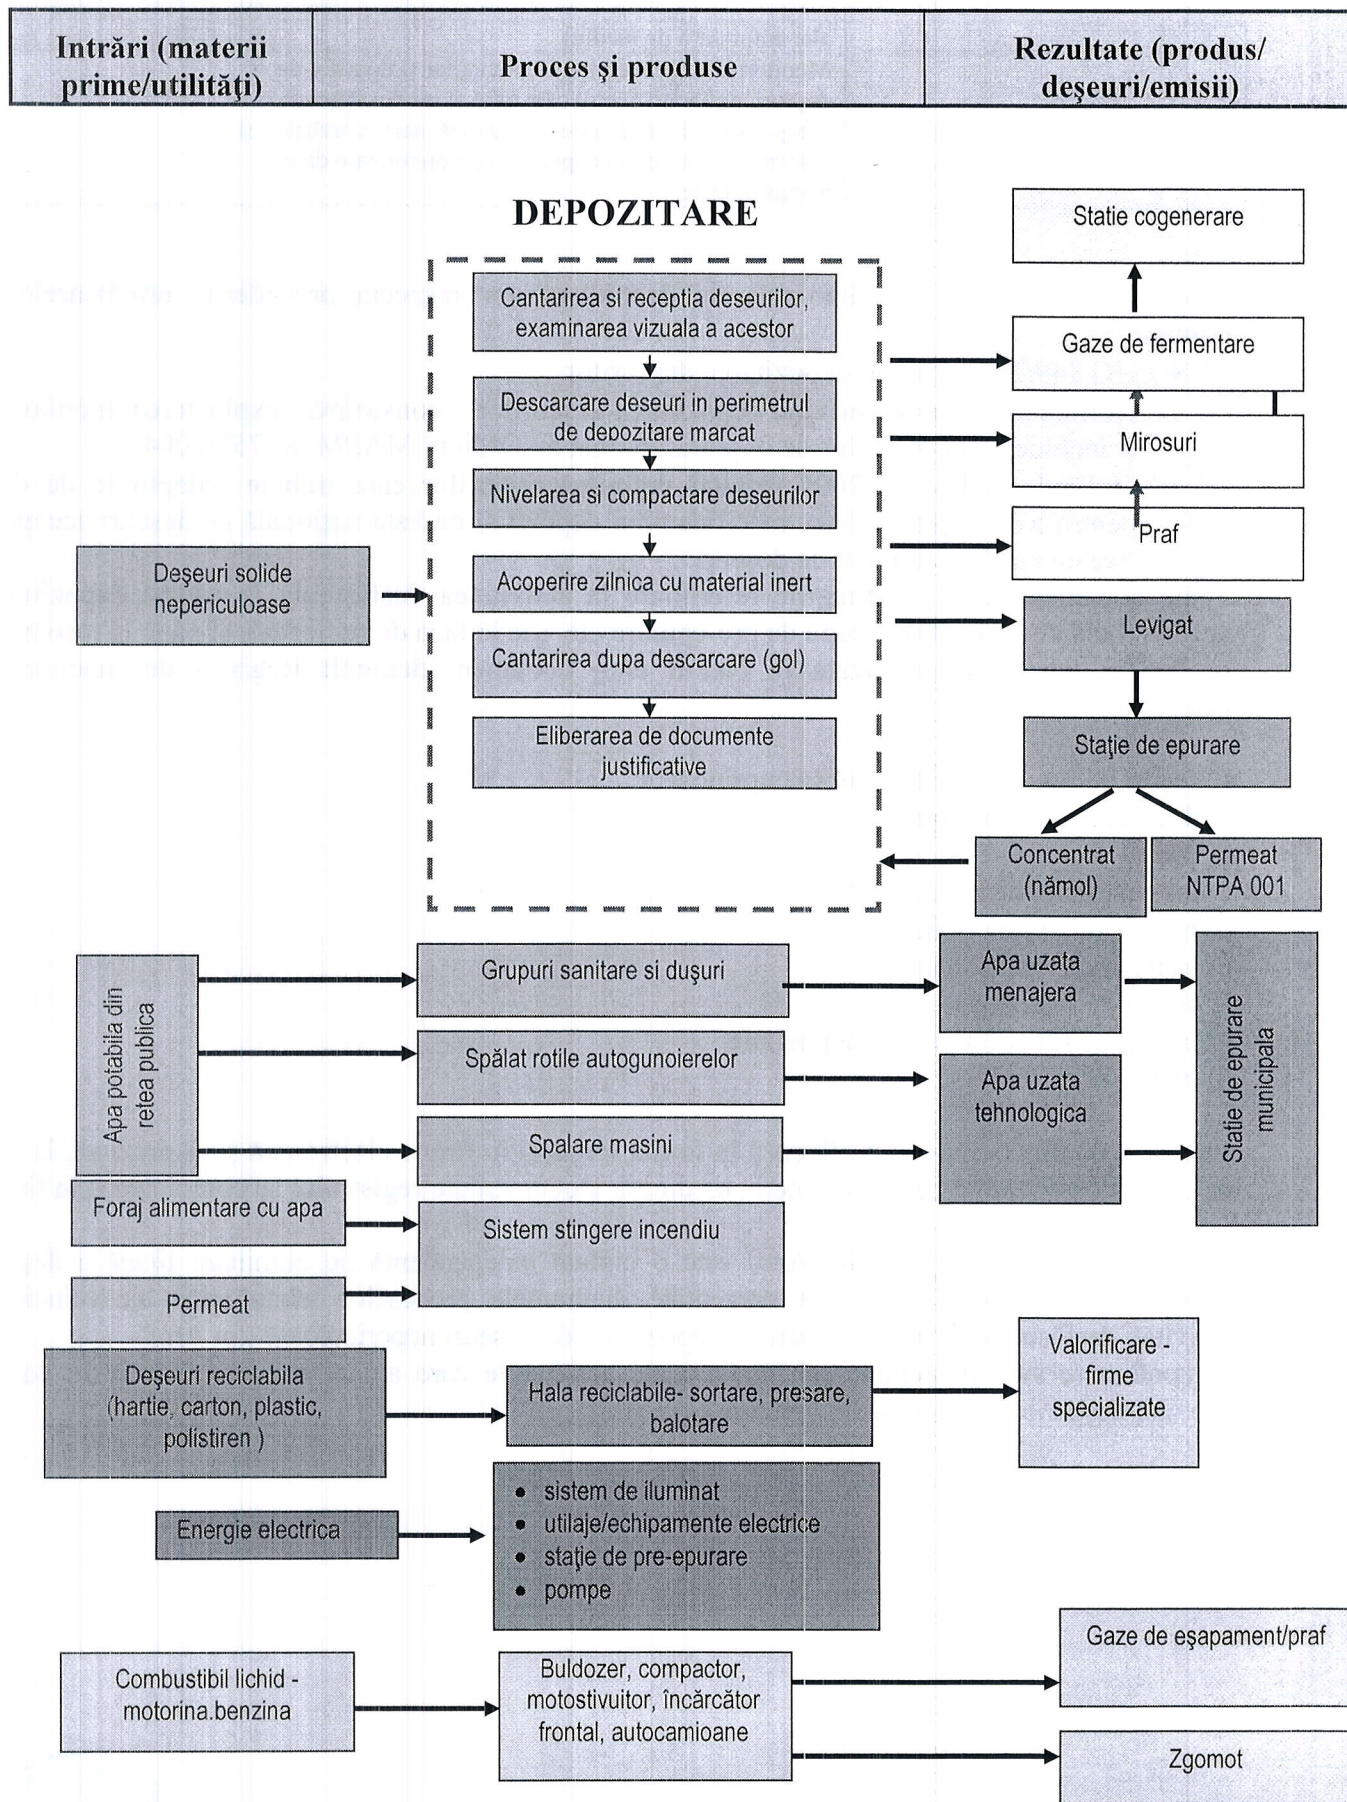 Intrări (materii
prime/utilităţi)
Proces şi produse
Rezultate (produs/
deşeuri/emisii)
DEPOZITARE
Cantarirea si receptia deseurilor,
examinarea vizuala a acestor
Descarcare deseuri in perimetrul
de depozitare marcat
Nivelarea si compactare deseurilor
Acoperire zilnica cu material inert
Cantarirea dupa descarcare (gol)
Eliberarea de documente
justificative
Deşeuri solide
nepericuloase
Statie cogenerare
Gaze de fermentare
Mirosuri
Praf
Levigat
Staţie de epurare
Concentrat
(nămol)
Permeat
NTPA 001
Apa potabila din
retea publica
Grupuri sanitare si duşuri
Apa uzata
menajera
Statie de epurare
municipala
Spălat rotile autogunoierelor
Apa uzata
tehnologica
Spalare masini
Foraj alimentare cu apa
Sistem stingere incendiu
Permeat
Deşeuri reciclabila
(hartie, carton, plastic,
polistiren )
Hala reciclabile- sortare, presare,
balotare
Valorificare -
firme
specializate
Energie electrica
• sistem de iluminat
• utilaje/echipamente electrice
• staţie de pre-epurare
• pompe
Combustibil lichid -
motorina.benzina
Buldozer, compactor,
motostivuitor, încărcător
frontal, autocamioane
Gaze de eşapament/praf
Zgomot